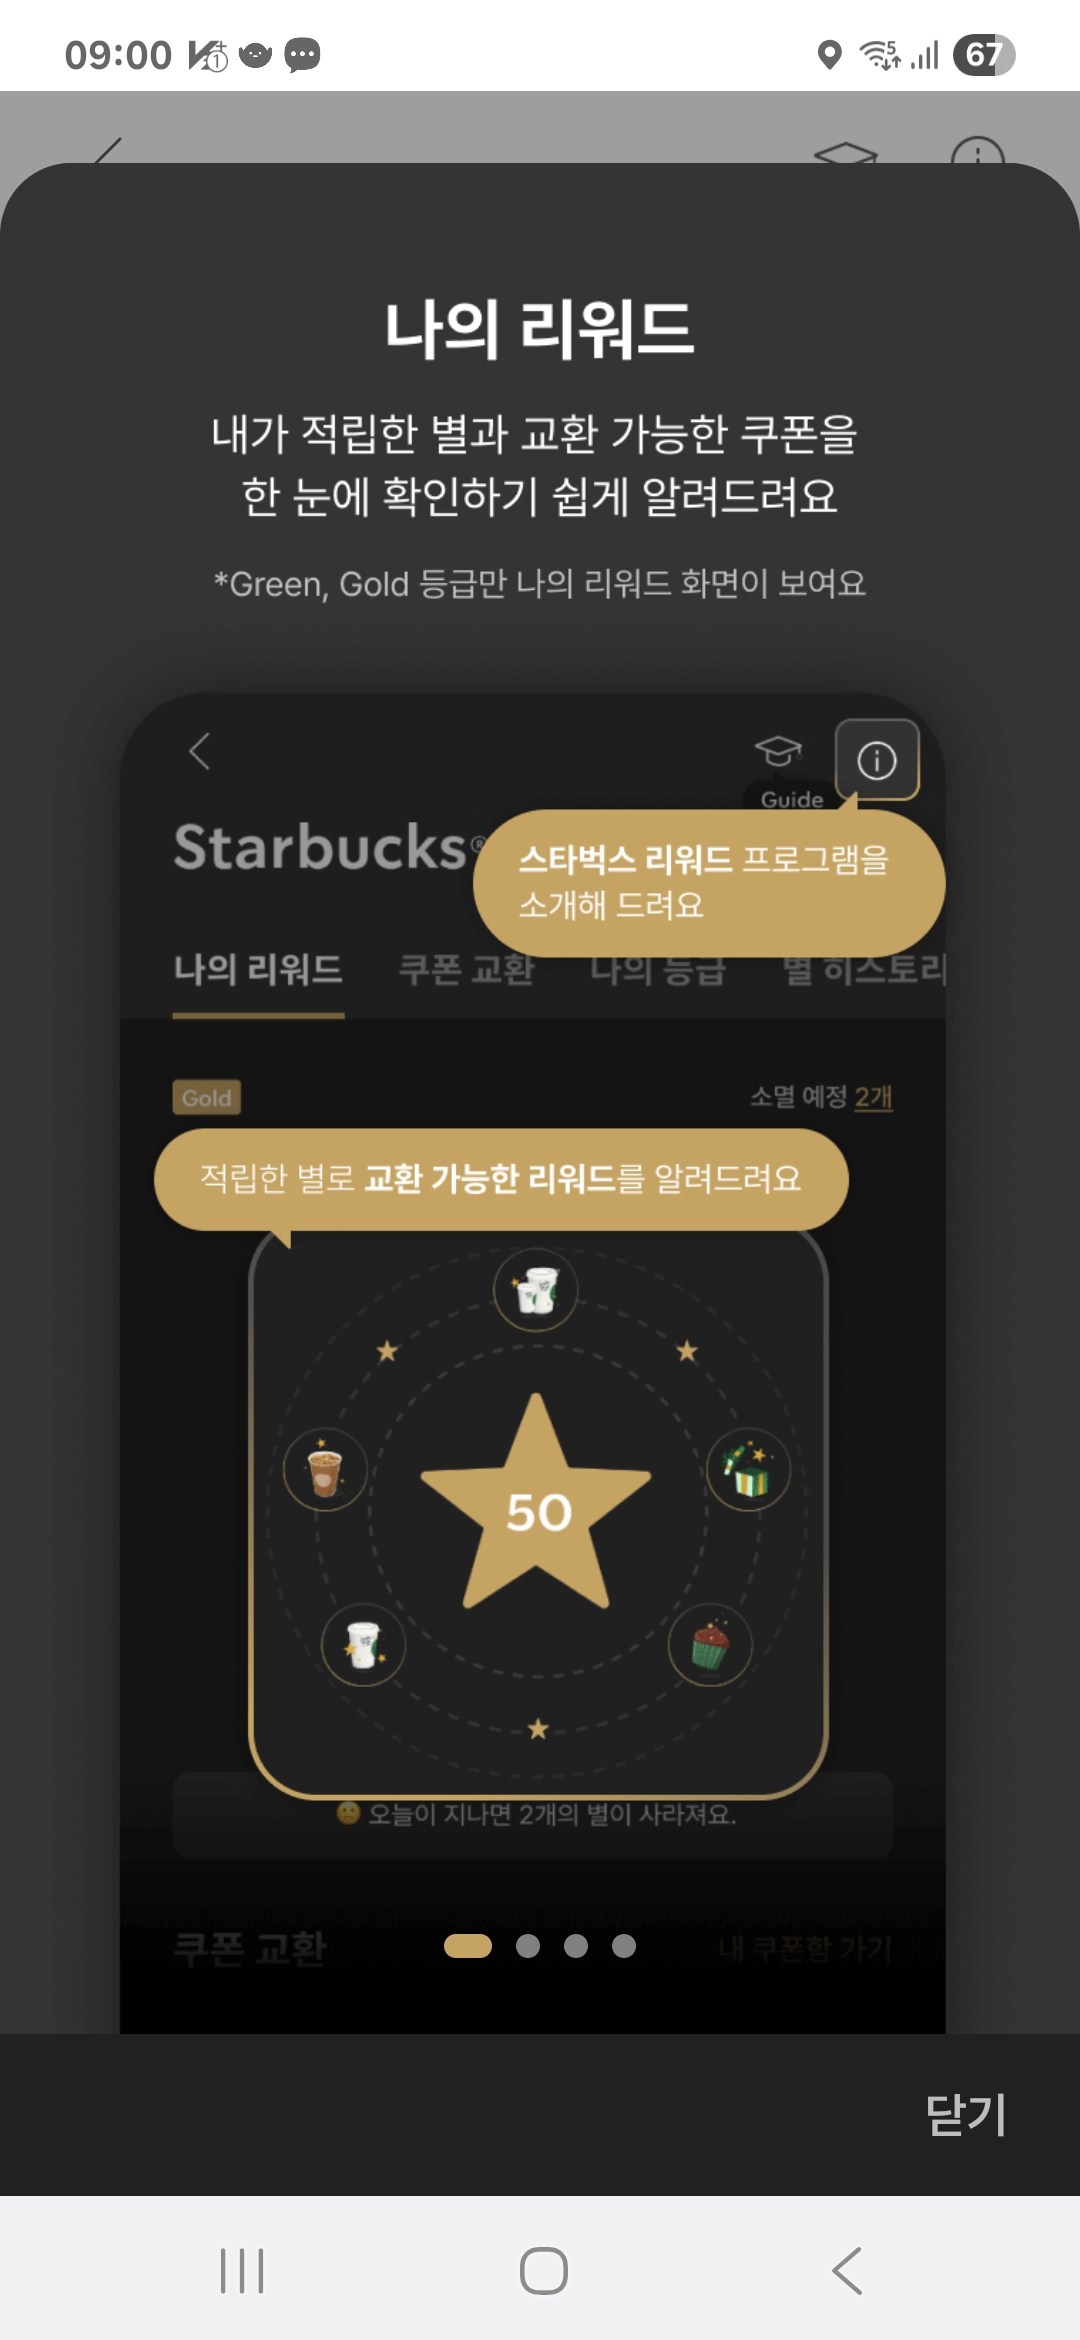 09:00
5
67
나의 리워드
내가 적립한 별과 교환 가능한 쿠폰을
한 눈에 확인하기 쉽게 알려드려요
*Green, Gold 등급만 나의 리워드 화면이 보여요
Guide
Starbucks®
스타벅스 리워드 프로그램을
소개해 드려요
나의 리워드 쿠폰 교환 나의 등급 별 히스토리
Gold
소멸 예정 2개
적립한 별로 교환 가능한 리워드를 알려드려요
50
오늘이 지나면 2개의 별이 사라져요.
쿠폰 교환
내 쿠폰함 가기
닫기